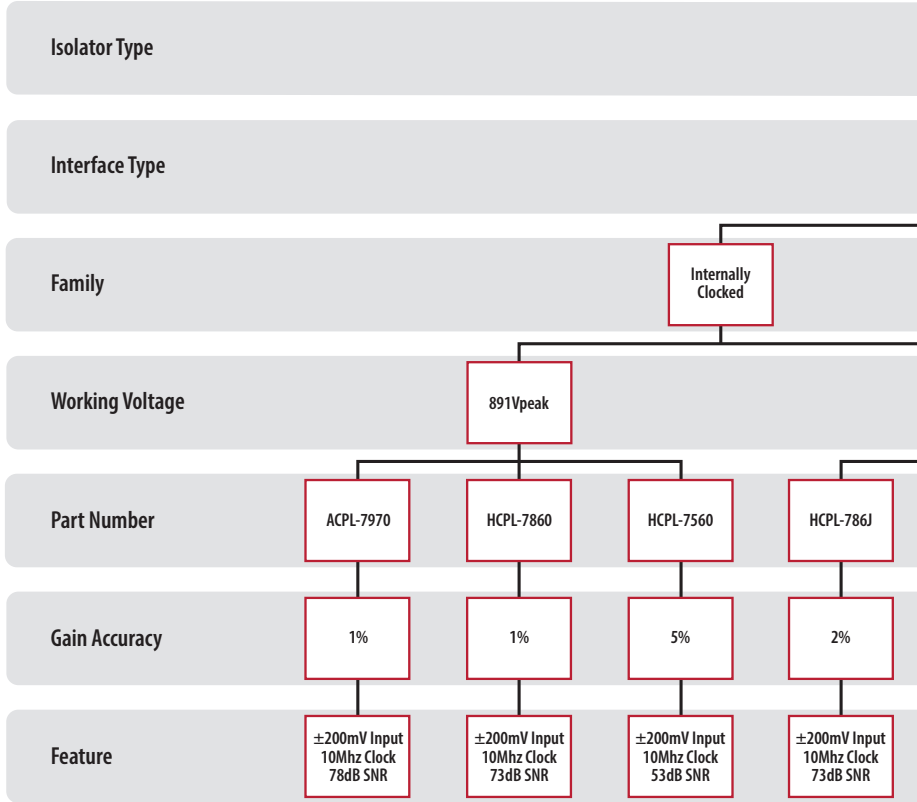 Isolator Type
Interface Type
Family
Internally
Clocked
Working Voltage
891Vpeak
Part Number
ACPL-7970
HCPL-7860
HCPL-7560
HCPL-786J
Gain Accuracy
1%
1%
5%
2%
Feature
±200mV Input
10Mhz Clock
78dB SNR
±200mV Input
10Mhz Clock
73dB SNR
±200mV Input
10Mhz Clock
53dB SNR
±200mV Input
10Mhz Clock
73dB SNR